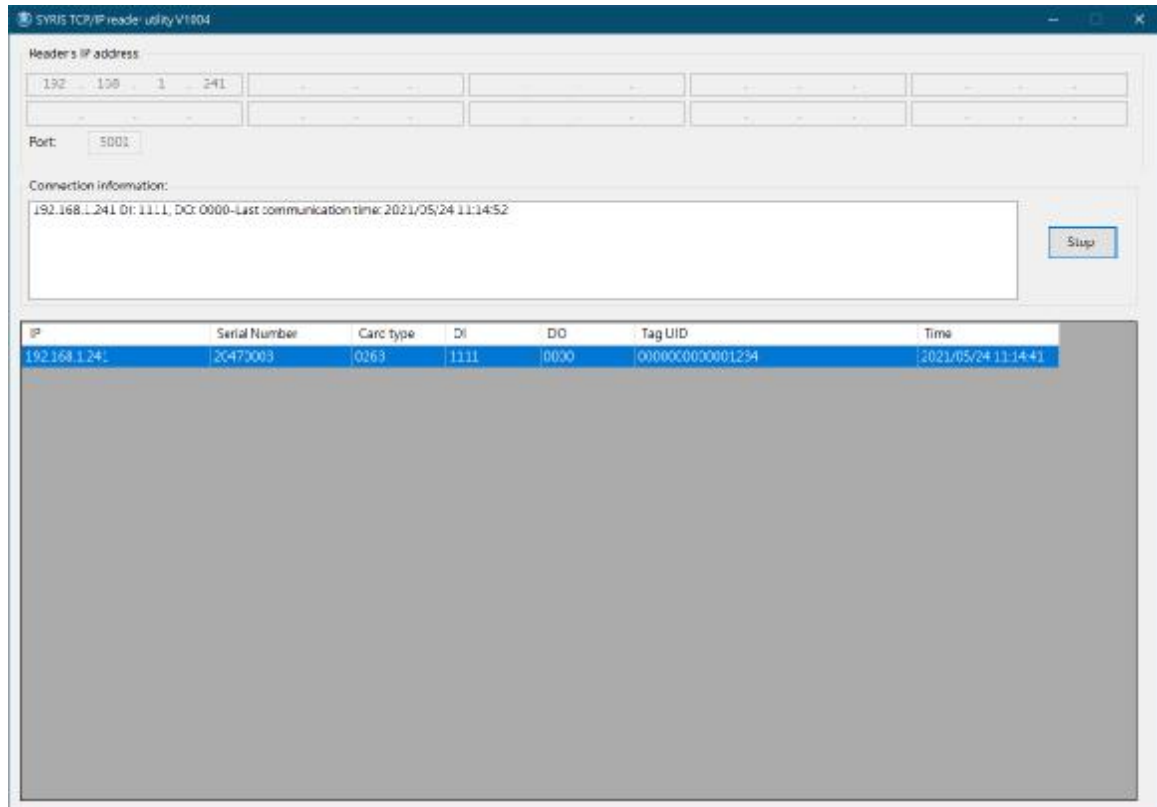 SYRIS TCP/IP reader utility V1004
Reader's IP address
192 . 168 . 1 . 241
Port: 5001
Connection information:
192.168.1.241 DI: 1111, DO: 0000-Last communication time: 2021/05/24 11:14:52
Stop
IP Serial Number Card type DI DO Tag UID Time
192.168.1.241 20470003 0263 1111 0000 0000000000001234 2021/05/24 11:14:41